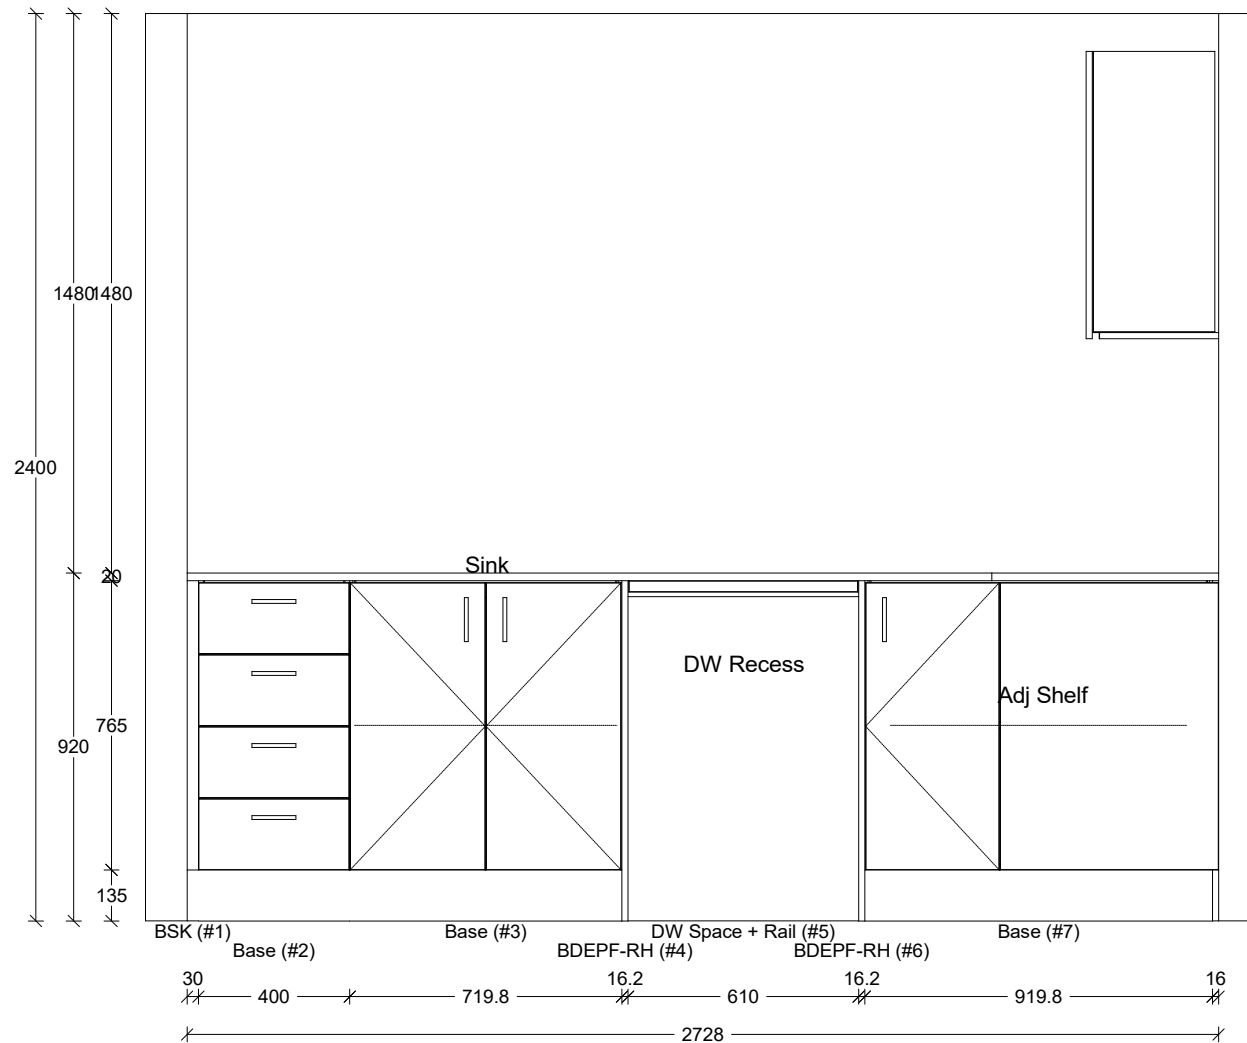 1480
1480
2400
Sink
20
DW Recess
Adj Shelf
765
920
135
BSK (#1)
Base (#3)
DW Space + Rail (#5)
Base (#7)
Base (#2)
BDEPF-RH (#4)
BDEPF-RH (#6)
30
16.2
16.2
16
400
719.8
610
919.8
2728